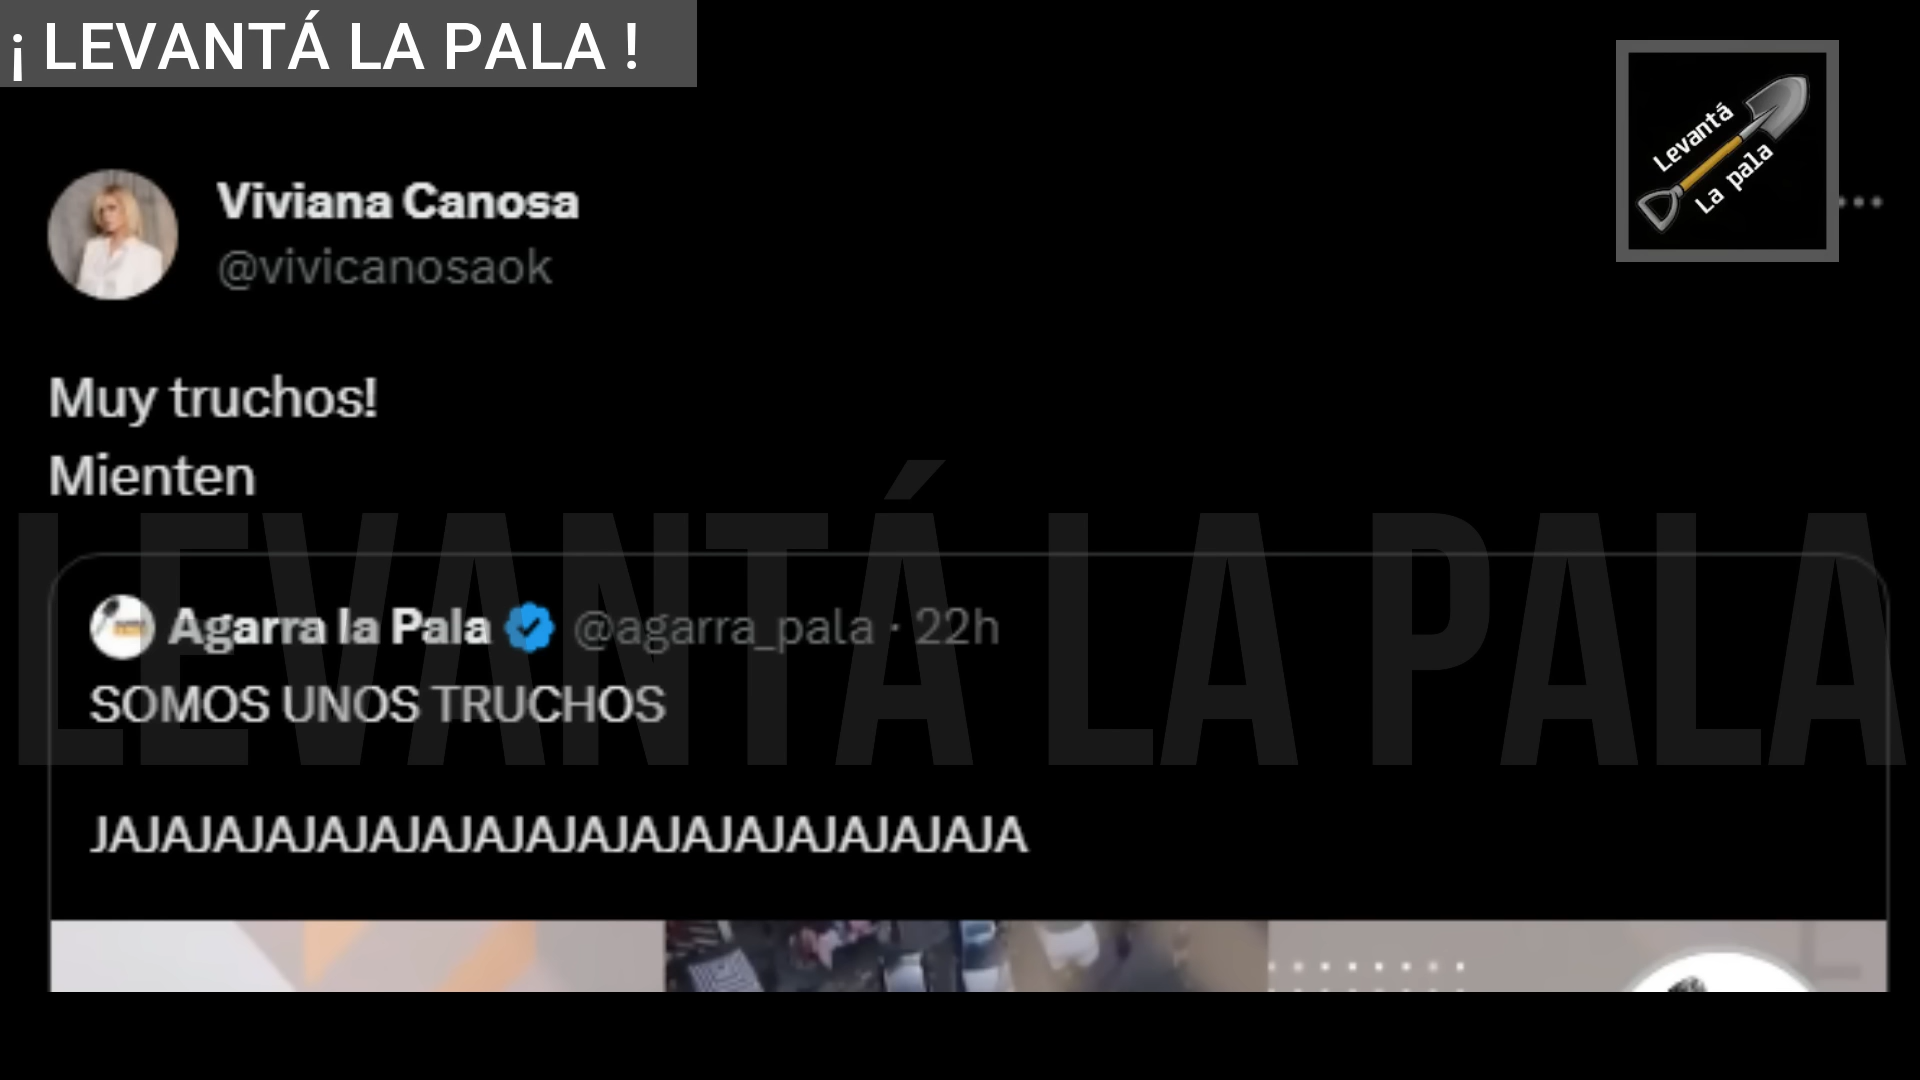 ¡ LEVANTÁ LA PALA !
Levantá
La pala
Viviana Canosa
@vivicanosaok
Muy truchos!
Mienten
LEVANTÁ LA PALA
Agarra la Pala @agarra_pala · 22h
SOMOS UNOS TRUCHOS
JAJAJAJAJAJAJAJAJAJAJAJAJAJAJAJAJAJA